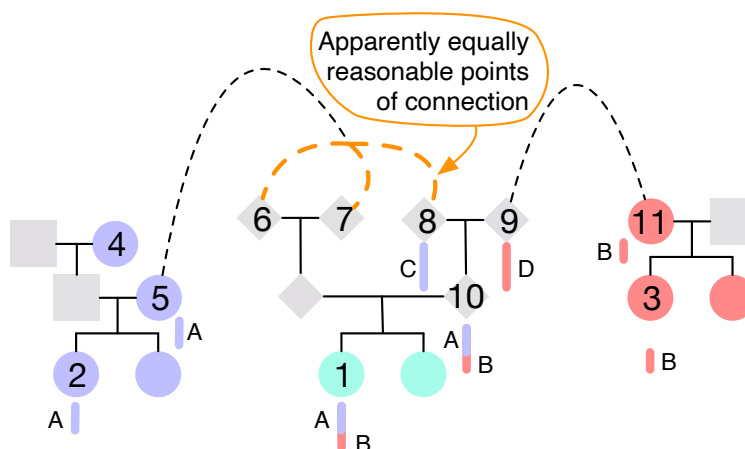 Apparently equally
reasonable points
of connection
6
7
8
9
11
4
B
C
D
5
10
3
A
A
B
2
1
B
A
A
B